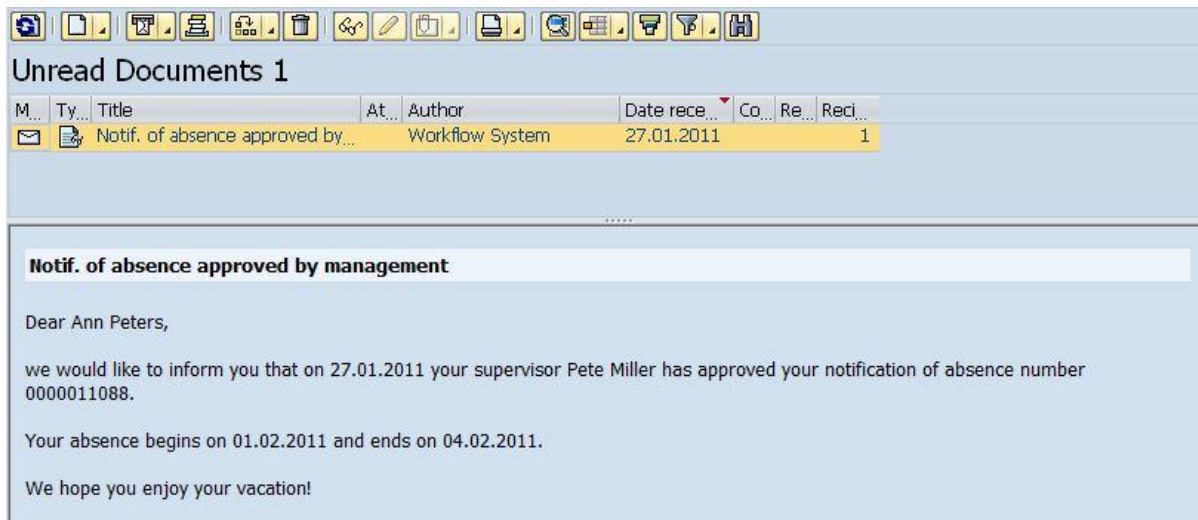 Unread Documents 1
M... Ty... Title At... Author Date rece... Co... Re... Reci...
Notif. of absence approved by... Workflow System 27.01.2011 1
Notif. of absence approved by management
Dear Ann Peters,
we would like to inform you that on 27.01.2011 your supervisor Pete Miller has approved your notification of absence number
0000011088.
Your absence begins on 01.02.2011 and ends on 04.02.2011.
We hope you enjoy your vacation!